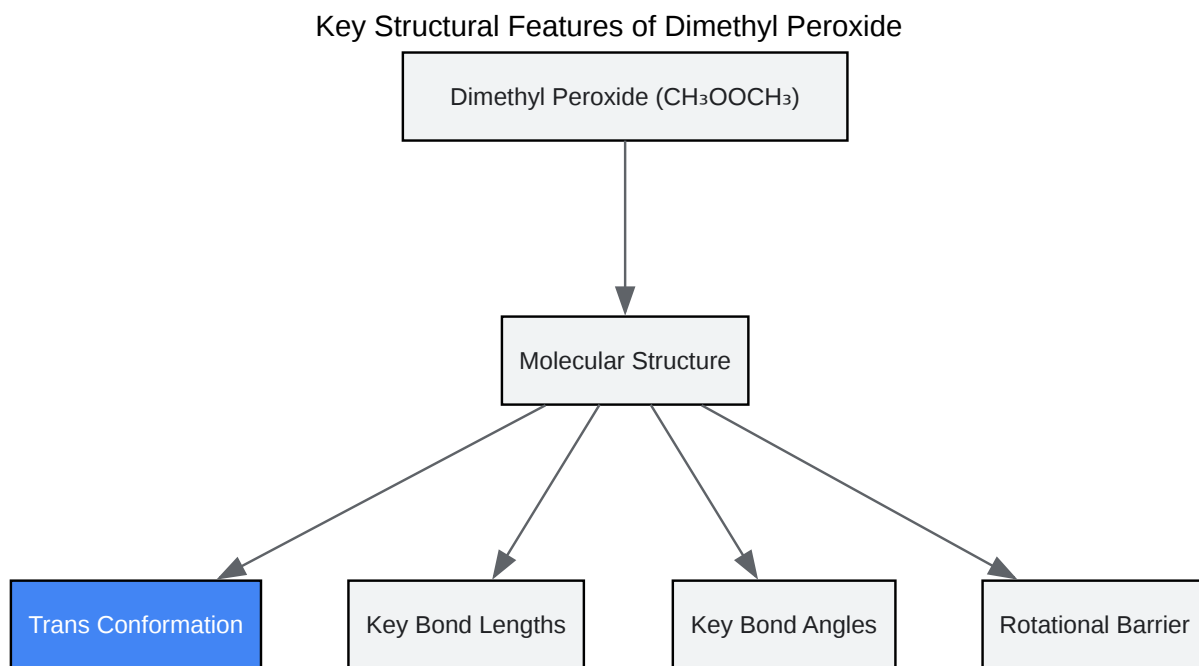 Key Structural Features of Dimethyl Peroxide
Dimethyl Peroxide (CH₃OOCH₃)
Molecular Structure
Trans Conformation
Key Bond Lengths
Key Bond Angles
Rotational Barrier